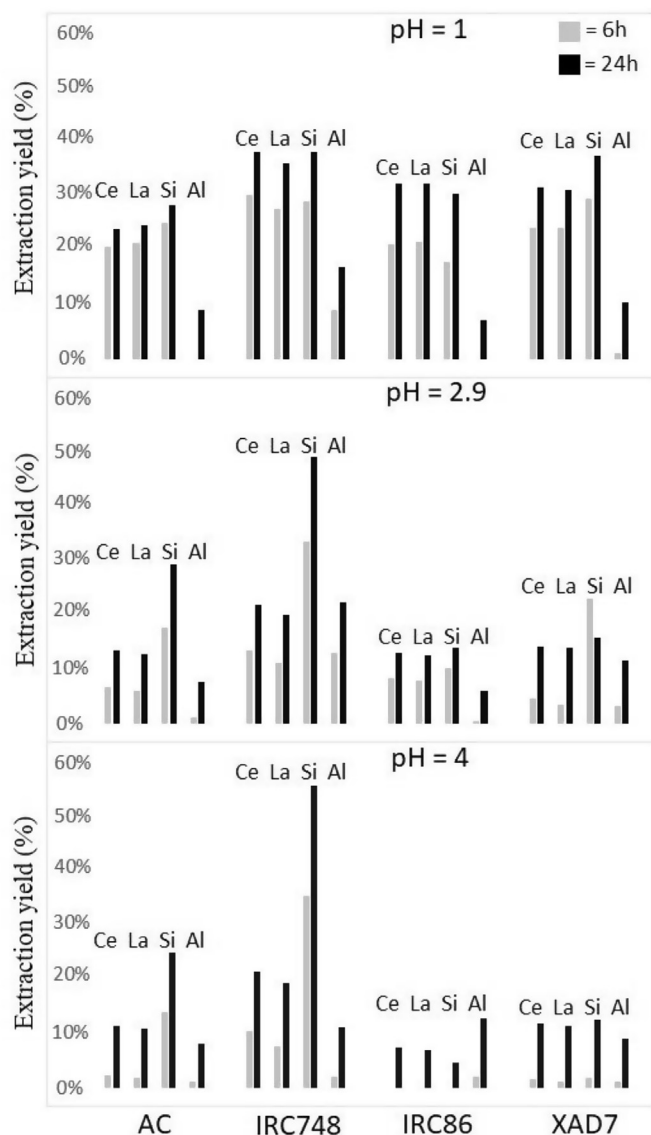 60%
pH = 1
= 6h
50%
= 24h
40%
Ce La Si Al
Ce La Si Al
Ce La Si Al
30%
Ce La Si Al
20%
10%
0%
Extraction yield (%)
60%
pH = 2.9
50%
Ce La Si Al
40%
30%
Ce La Si Al
20%
Ce La Si Al
Ce La Si Al
10%
0%
Extraction yield (%)
60%
pH = 4
Ce La Si Al
50%
40%
30%
Ce La Si Al
20%
Ce La Si Al
Ce La Si Al
10%
0%
Extraction yield (%)
AC IRC748 IRC86 XAD7